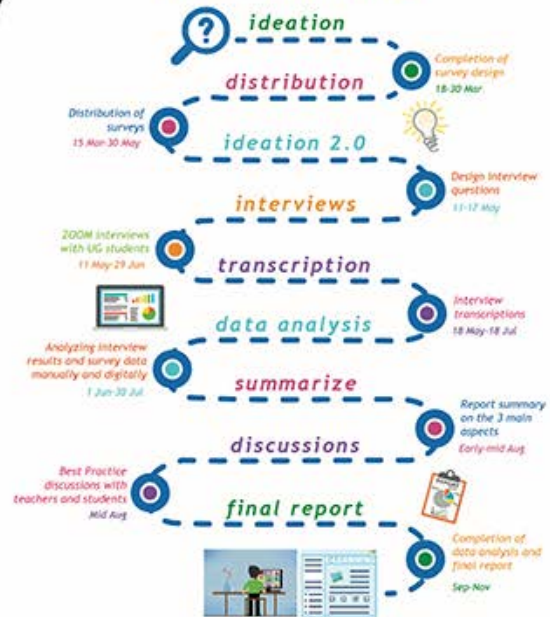 ?
ideation
Completion of
survey design
18-30 Mar
distribution
Distribution of
surveys
15 Mar-30 May
ideation 2.0
Design interview
questions
11-17 May
interviews
ZOOM interviews
with UG students
11 May-29 Jun
transcription
Interview
transcriptions
18 May-18 Jul
data analysis
Analyzing interview
results and survey data
manually and digitally
1 Jun-30 Jul
summarize
Report summary
on the 3 main
aspects
Early-mid Aug
discussions
Best Practice
discussions with
teachers and students
Mid Aug
final report
Completion of
data analysis and
final report
Sep-Nov
E-LEARNING